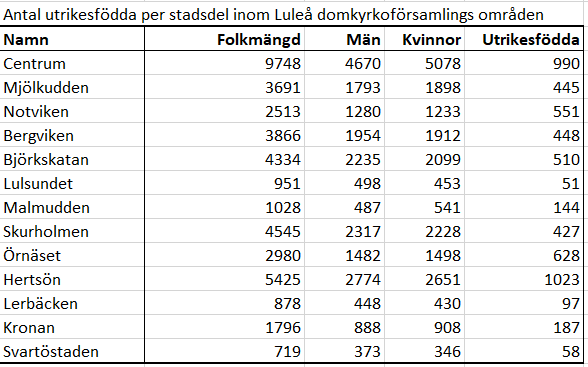 Antal utrikesfödda per stadsdel inom Luleå domkyrkoförsamlings områden
Namn Folkmängd Män Kvinnor Utrikesfödda
Centrum 9748 4670 5078 990
Mjölkudden 3691 1793 1898 445
Notviken 2513 1280 1233 551
Bergviken 3866 1954 1912 448
Björkskatan 4334 2235 2099 510
Lulsundet 951 498 453 51
Malmudden 1028 487 541 144
Skurholmen 4545 2317 2228 427
Örnäset 2980 1482 1498 628
Hertsön 5425 2774 2651 1023
Lerbäcken 878 448 430 97
Kronan 1796 888 908 187
Svartöstaden 719 373 346 58